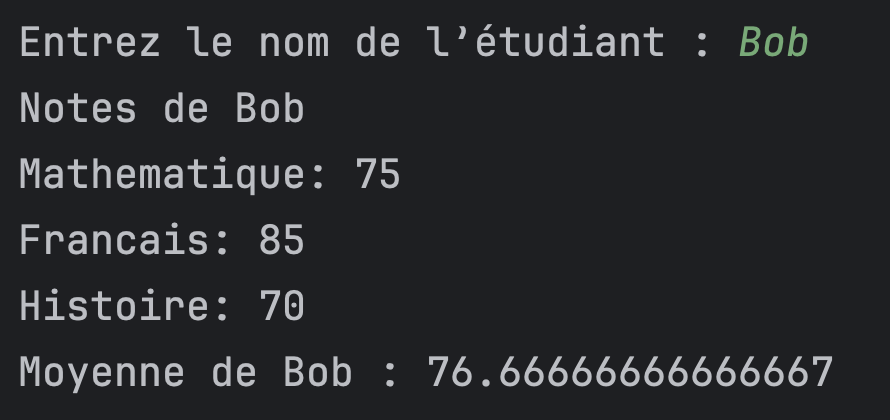 Entrez le nom de l’étudiant : Bob
Notes de Bob
Mathematique: 75
Francais: 85
Histoire: 70
Moyenne de Bob : 76.66666666666667